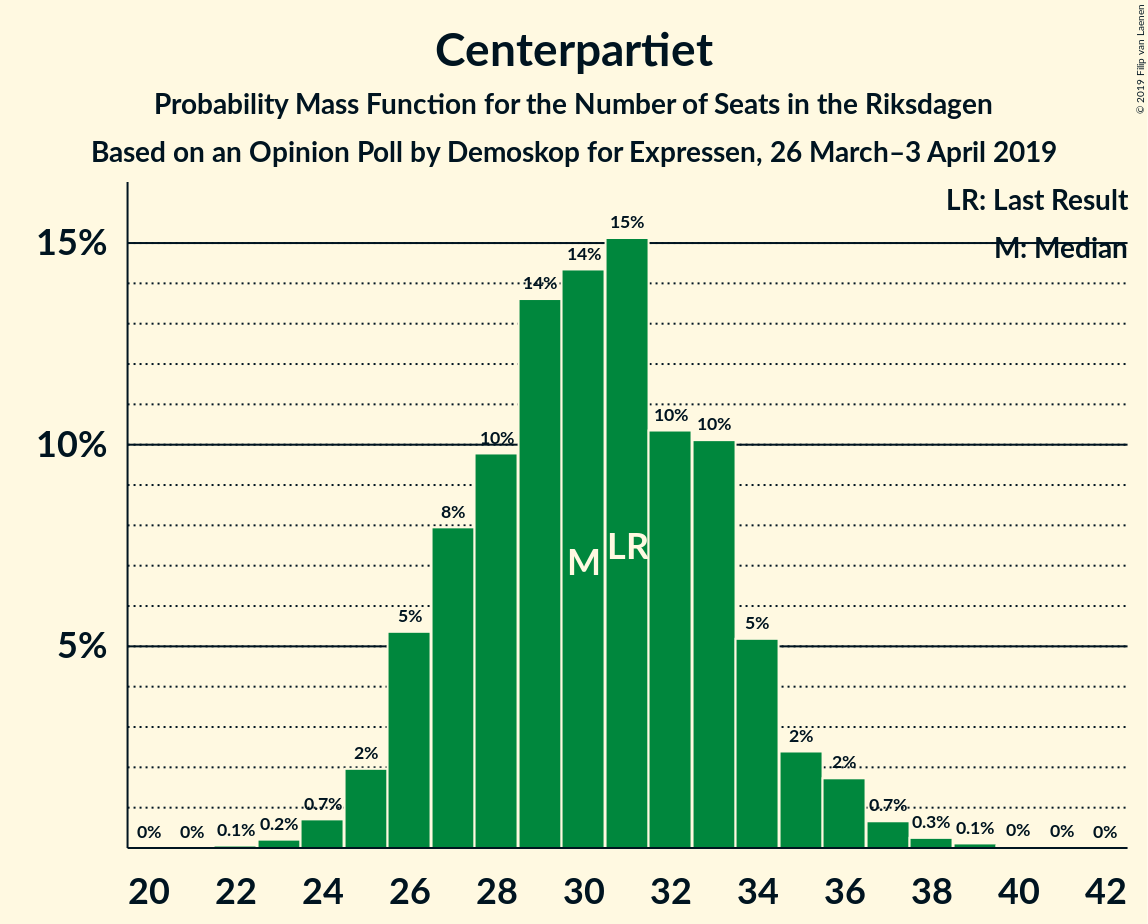 Centerpartiet
Probability Mass Function for the Number of Seats in the Riksdagen
Based on an Opinion Poll by Demoskop for Expressen, 26 March–3 April 2019
© 2019 Filip van Laenen
LR: Last Result
M: Median
15%
10%
5%
0% 0% 0.1% 0.2% 0.7% 2% 5% 8% 10% 14% 14% 15% 10% 10% 5% 2% 2% 0.7% 0.3% 0.1% 0% 0% 0%
M LR
20 22 24 26 28 30 32 34 36 38 40 42